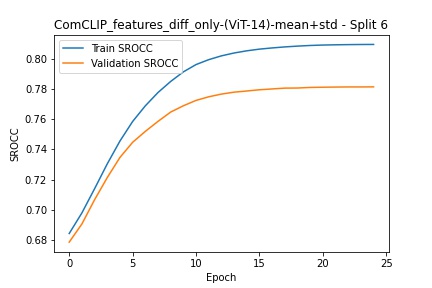 ComCLIP_features_diff_only-(ViT-14)-mean+std - Split 6
Train SROCC
Validation SROCC
SROCC
0.80
0.78
0.76
0.74
0.72
0.70
0.68
0 5 10 15 20 25
Epoch